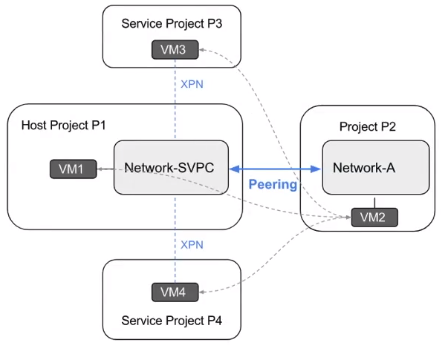 Service Project P3
VM3
XPN
Host Project P1
Project P2
VM1
Network-SVPC
Network-A
Peering
VM2
XPN
VM4
Service Project P4